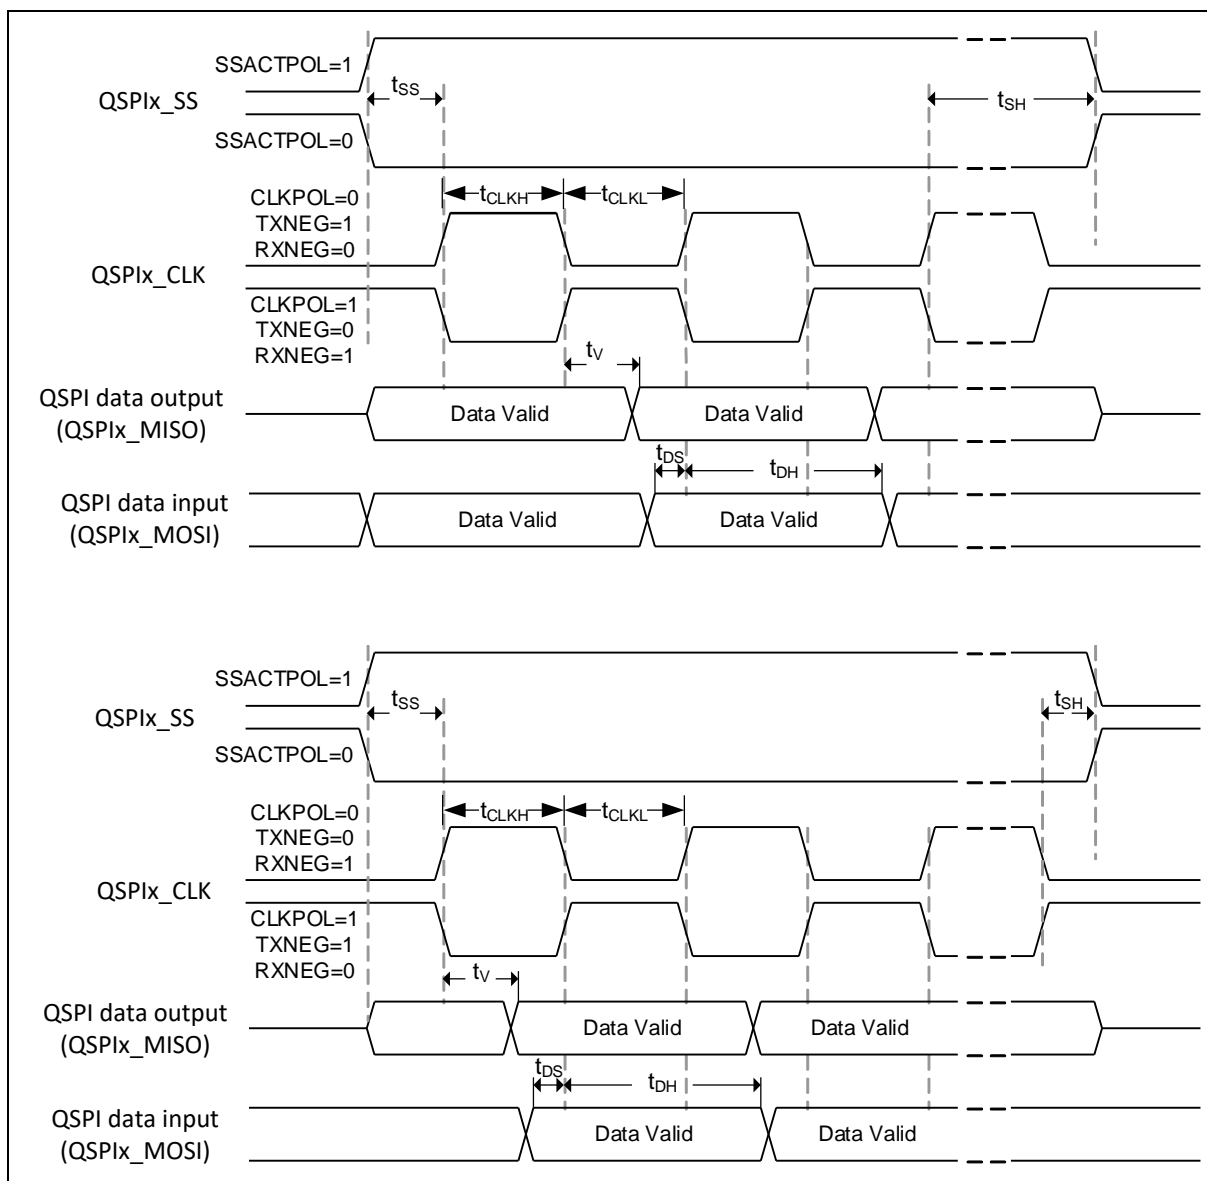 SSACTPOL=1
QSPIx_SS
SSACTPOL=0
tSS
tSH
CLKPOL=0
TXNEG=1
RXNEG=0
QSPIx_CLK
CLKPOL=1
TXNEG=0
RXNEG=1
tCLKH
tCLKL
tV
QSPI data output
(QSPIx_MISO)
Data Valid
Data Valid
tDS
tDH
QSPI data input
(QSPIx_MOSI)
Data Valid
Data Valid
SSACTPOL=1
QSPIx_SS
SSACTPOL=0
tSS
tSH
CLKPOL=0
TXNEG=0
RXNEG=1
QSPIx_CLK
CLKPOL=1
TXNEG=1
RXNEG=0
tCLKH
tCLKL
tV
QSPI data output
(QSPIx_MISO)
Data Valid
Data Valid
tDS
tDH
QSPI data input
(QSPIx_MOSI)
Data Valid
Data Valid